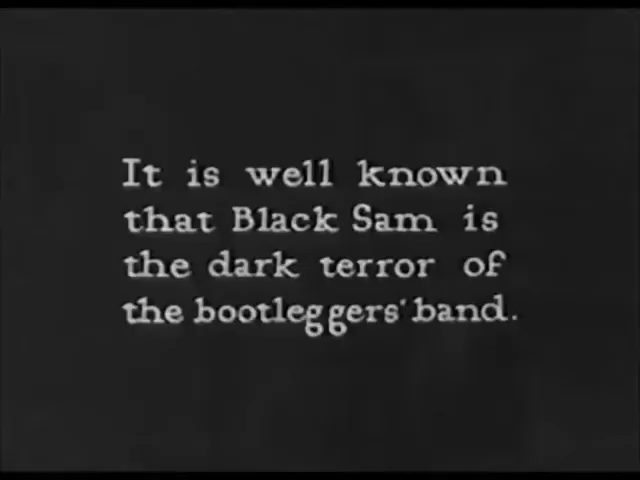 It is well known
that Black Sam is
the dark terror of
the bootleggers' band.